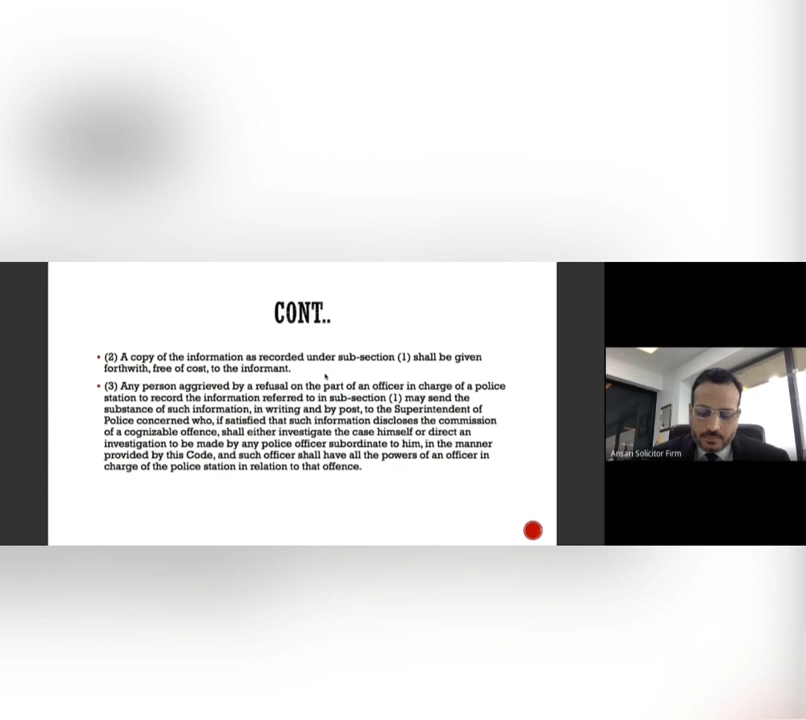 CONT..
• (2) A copy of the information as recorded under sub-section (1) shall be given
forthwith, free of cost, to the informant.
• (3) Any person aggrieved by a refusal on the part of an officer in charge of a police
station to record the information referred to in sub-section (1) may send the
substance of such information, in writing and by post, to the Superintendent of
Police concerned who, if satisfied that such information discloses the commission
of a cognizable offence, shall either investigate the case himself or direct an
investigation to be made by any police officer subordinate to him, in the manner
provided by this Code, and such officer shall have all the powers of an officer in
charge of the police station in relation to that offence.
Ansari Solicitor Firm